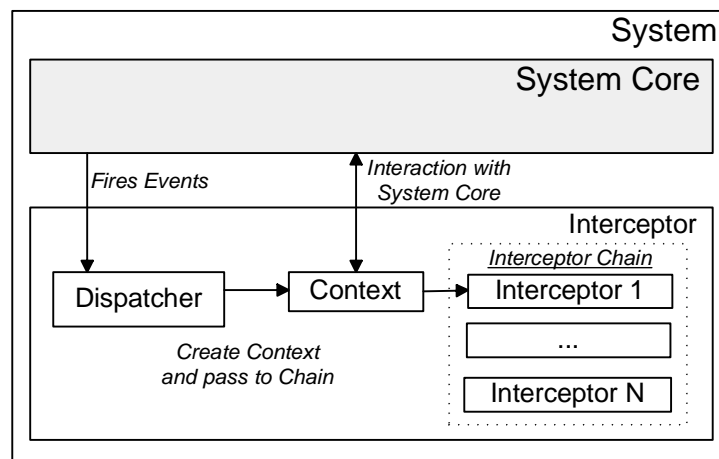 System
System Core
Fires Events
Interaction with
System Core
Interceptor
Interceptor Chain
Dispatcher
Context
Interceptor 1
...
Interceptor N
Create Context
and pass to Chain